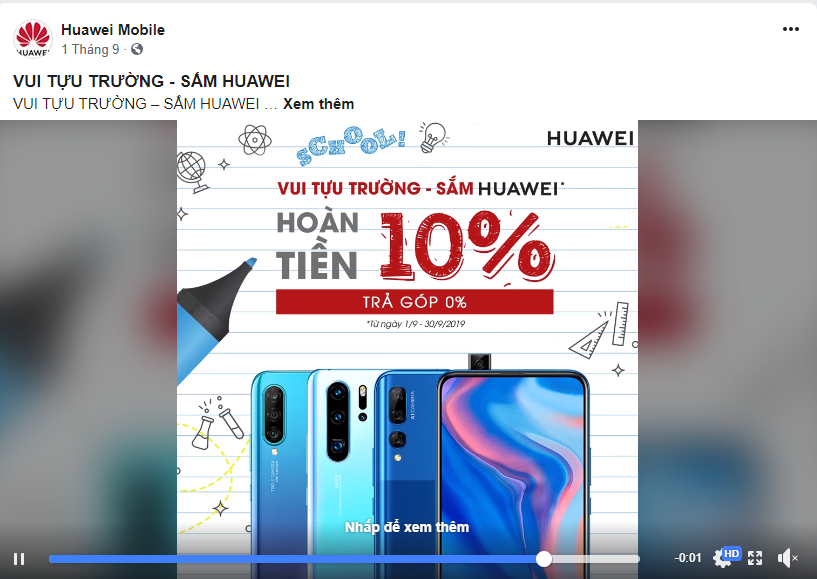 Huawei Mobile
HUAWEI
1 Tháng 9 ·
VUI TỰU TRƯỜNG - SẮM HUAWEI
VUI TỰU TRƯỜNG – SẮM HUAWEI ... Xem thêm
SCHOOL!
HUAWEI
VUI TỰU TRƯỜNG - SẮM HUAWEI*
HOÀN
TIỀN
10%
TRẢ GÓP 0%
*Từ ngày 1/9 - 30/9/2019
AI CAMERA
Nhấp để xem thêm
-0:01
HD